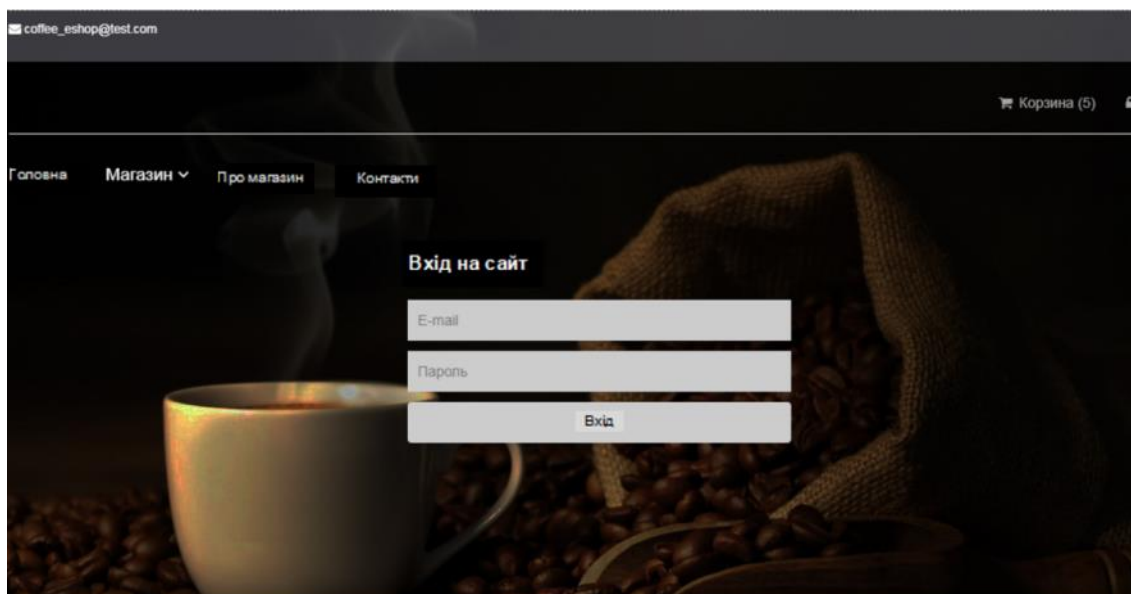 coffee_eshop@test.com
Корзина (5)
Головна Магазин Про магазин Контакти
Вхід на сайт
E-mail
Пароль
Вхід